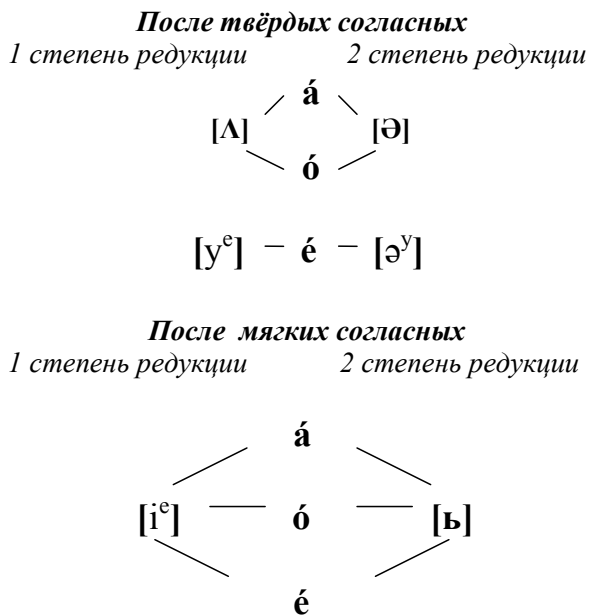 После твёрдых согласных
1 степень редукции 2 степень редукции
á
[Λ] [Ə]
ó
[yᵉ] – é – [əʸ]
После мягких согласных
1 степень редукции 2 степень редукции
á
[iᵉ] ó [ь]
é